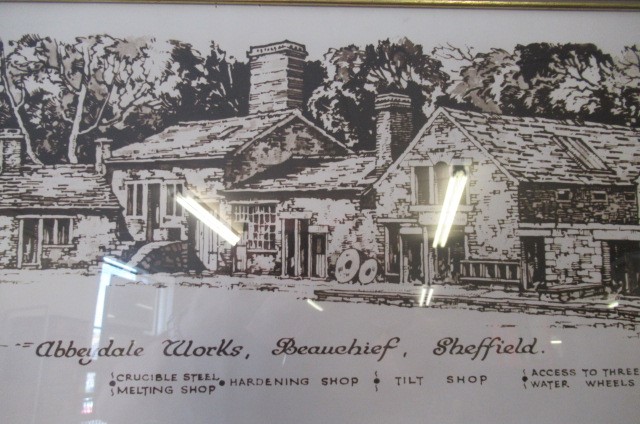 Abbeydale Works, Beauchief, Sheffield.
CRUCIBLE STEEL MELTING SHOP
HARDENING SHOP
TILT SHOP
ACCESS TO THREE WATER WHEELS